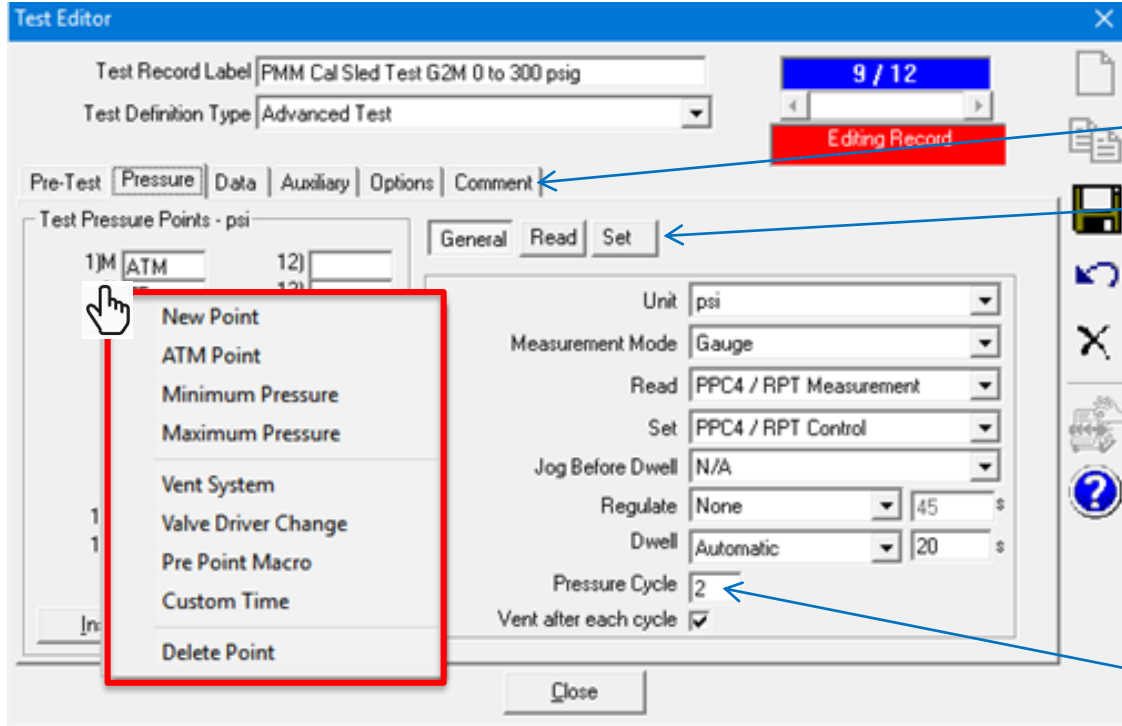 Test Editor
Test Record Label PMM Cal Sled Test G2M 0 to 300 psig
9 / 12
Test Definition Type Advanced Test
Editing Record
Pre-Test Pressure Data Auxiliary Options Comment
Test Pressure Points - psi
General Read Set
1)M ATM 12)
13)
New Point
ATM Point
Minimum Pressure
Maximum Pressure
Vent System
Valve Driver Change
Pre Point Macro
Custom Time
Delete Point
1
1
Unit psi
Measurement Mode Gauge
Read PPC4 / RPT Measurement
Set PPC4 / RPT Control
Jog Before Dwell N/A
Regulate None 45 s
Dwell Automatic 20 s
Pressure Cycle 2
Vent after each cycle
Close